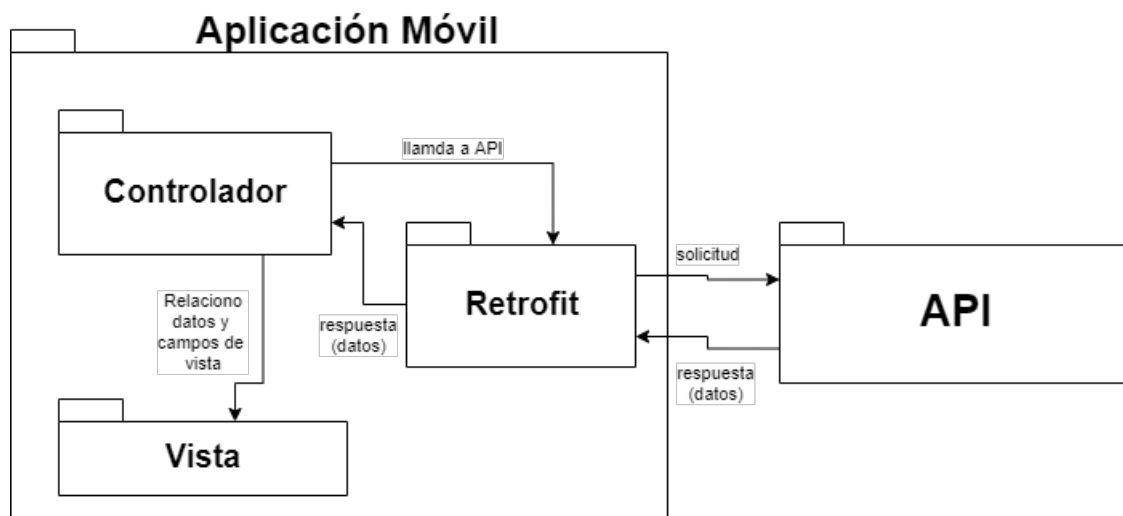 Aplicación Móvil
llamda a API
Controlador
solicitud
Retrofit
API
Relaciono
datos y
campos de
vista
respuesta
(datos)
respuesta
(datos)
Vista